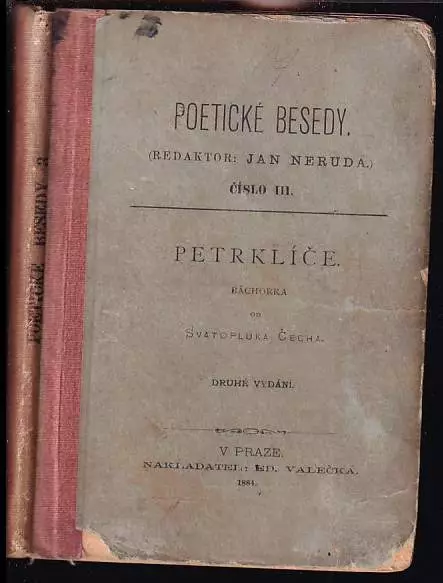 POETICKÉ BESEDY 3
POETICKÉ BESEDY.
(REDAKTOR: JAN NERUDA.)
ČÍSLO III.
PETRKLÍČE.
BÁCHORKA
OD
SVATOPLUKA ČECHA.
DRUHÉ VYDÁNÍ.
V PRAZE.
NAKLADATEL: ED. VALEČKA.
1884.